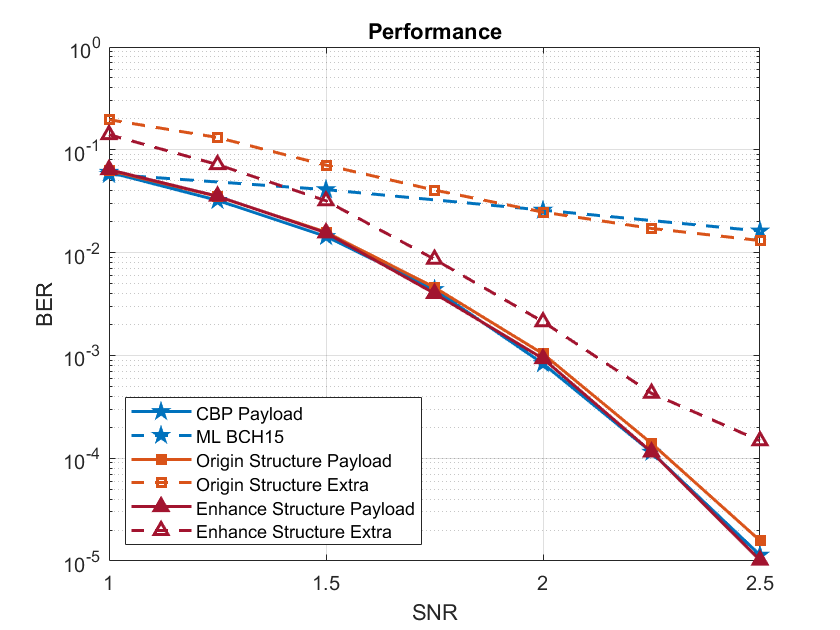 Performance
10^0
10^-1
10^-2
10^-3
10^-4
10^-5
BER
CBP Payload
ML BCH15
Origin Structure Payload
Origin Structure Extra
Enhance Structure Payload
Enhance Structure Extra
1 1.5 2 2.5
SNR